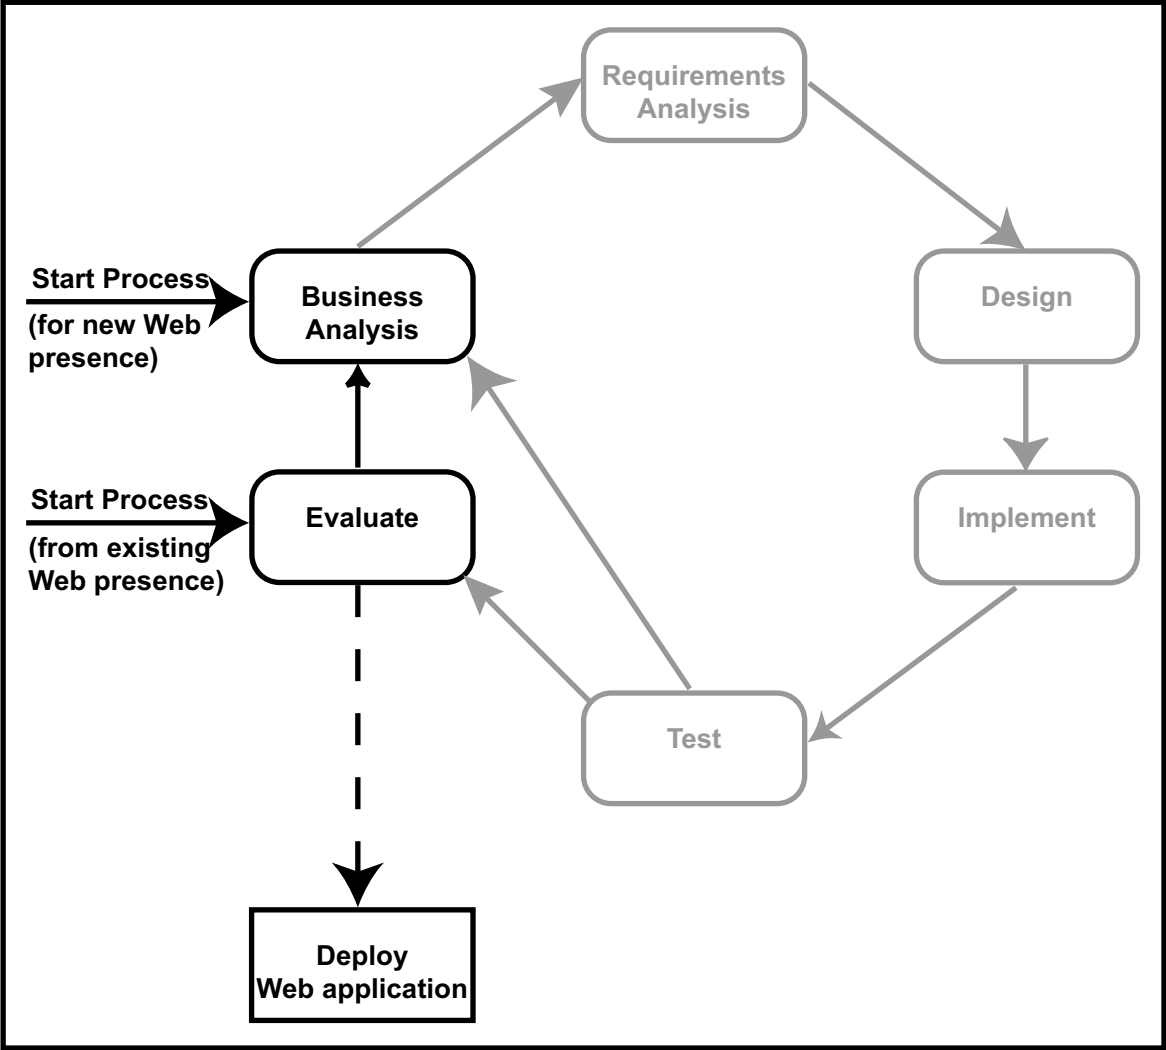 Requirements
Analysis
Start Process
(for new Web
presence)
Business
Analysis
Design
Start Process
(from existing
Web presence)
Evaluate
Implement
Test
Deploy
Web application